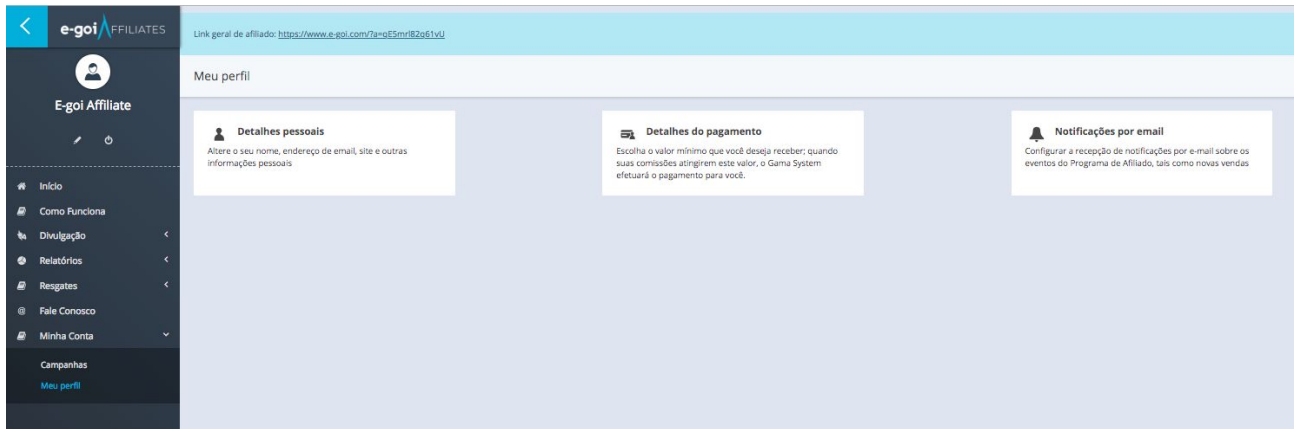 e-goi AFFILIATES
Link geral de afiliado: https://www.e-goi.com/?a=qE5mrl82q61vU
Meu perfil
E-goi Affiliate
Início
Como Funciona
Divulgação
Relatórios
Resgates
@ Fale Conosco
Minha Conta
Campanhas
Meu perfil
Detalhes pessoais
Altere o seu nome, endereço de email, site e outras
informações pessoais
Detalhes do pagamento
Escolha o valor mínimo que você deseja receber; quando
suas comissões atingirem este valor, o Gama System
efetuará o pagamento para você.
Notificações por email
Configurar a recepção de notificações por e-mail sobre os
eventos do Programa de Afiliado, tais como novas vendas